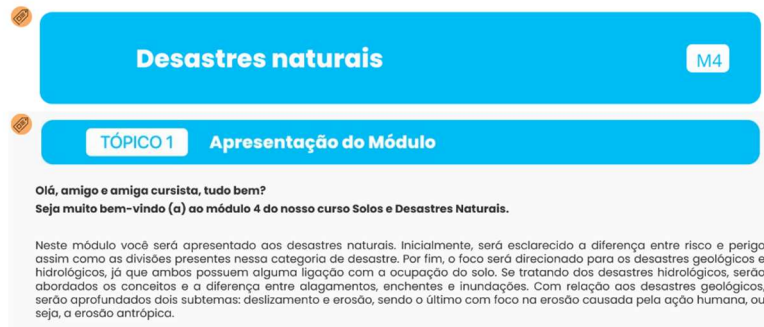 Desastres naturais
M4
TÓPICO 1
Apresentação do Módulo
Olá, amigo e amiga cursista, tudo bem?
Seja muito bem-vindo (a) ao módulo 4 do nosso curso Solos e Desastres Naturais.
Neste módulo você será apresentado aos desastres naturais. Inicialmente, será esclarecido a diferença entre risco e perigo
assim como as divisões presentes nessa categoria de desastre. Por fim, o foco será direcionado para os desastres geológicos e
hidrológicos, já que ambos possuem alguma ligação com a ocupação do solo. Se tratando dos desastres hidrológicos, serão
abordados os conceitos e a diferença entre alagamentos, enchentes e inundações. Com relação aos desastres geológicos,
serão aprofundados dois subtemas: deslizamento e erosão, sendo o último com foco na erosão causada pela ação humana, ou
seja, a erosão antrópica.